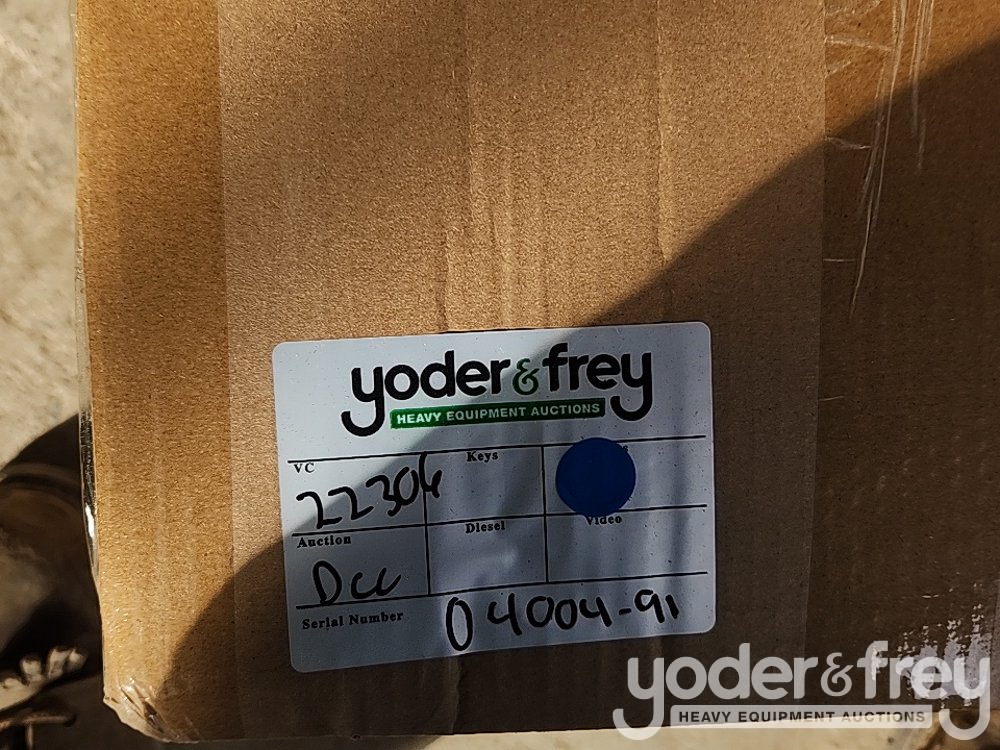 yoder & frey
HEAVY EQUIPMENT AUCTIONS
VC Keys
22304
Auction Diesel Video
Dcc
Serial Number 04004-91
yoder & frey
HEAVY EQUIPMENT AUCTIONS